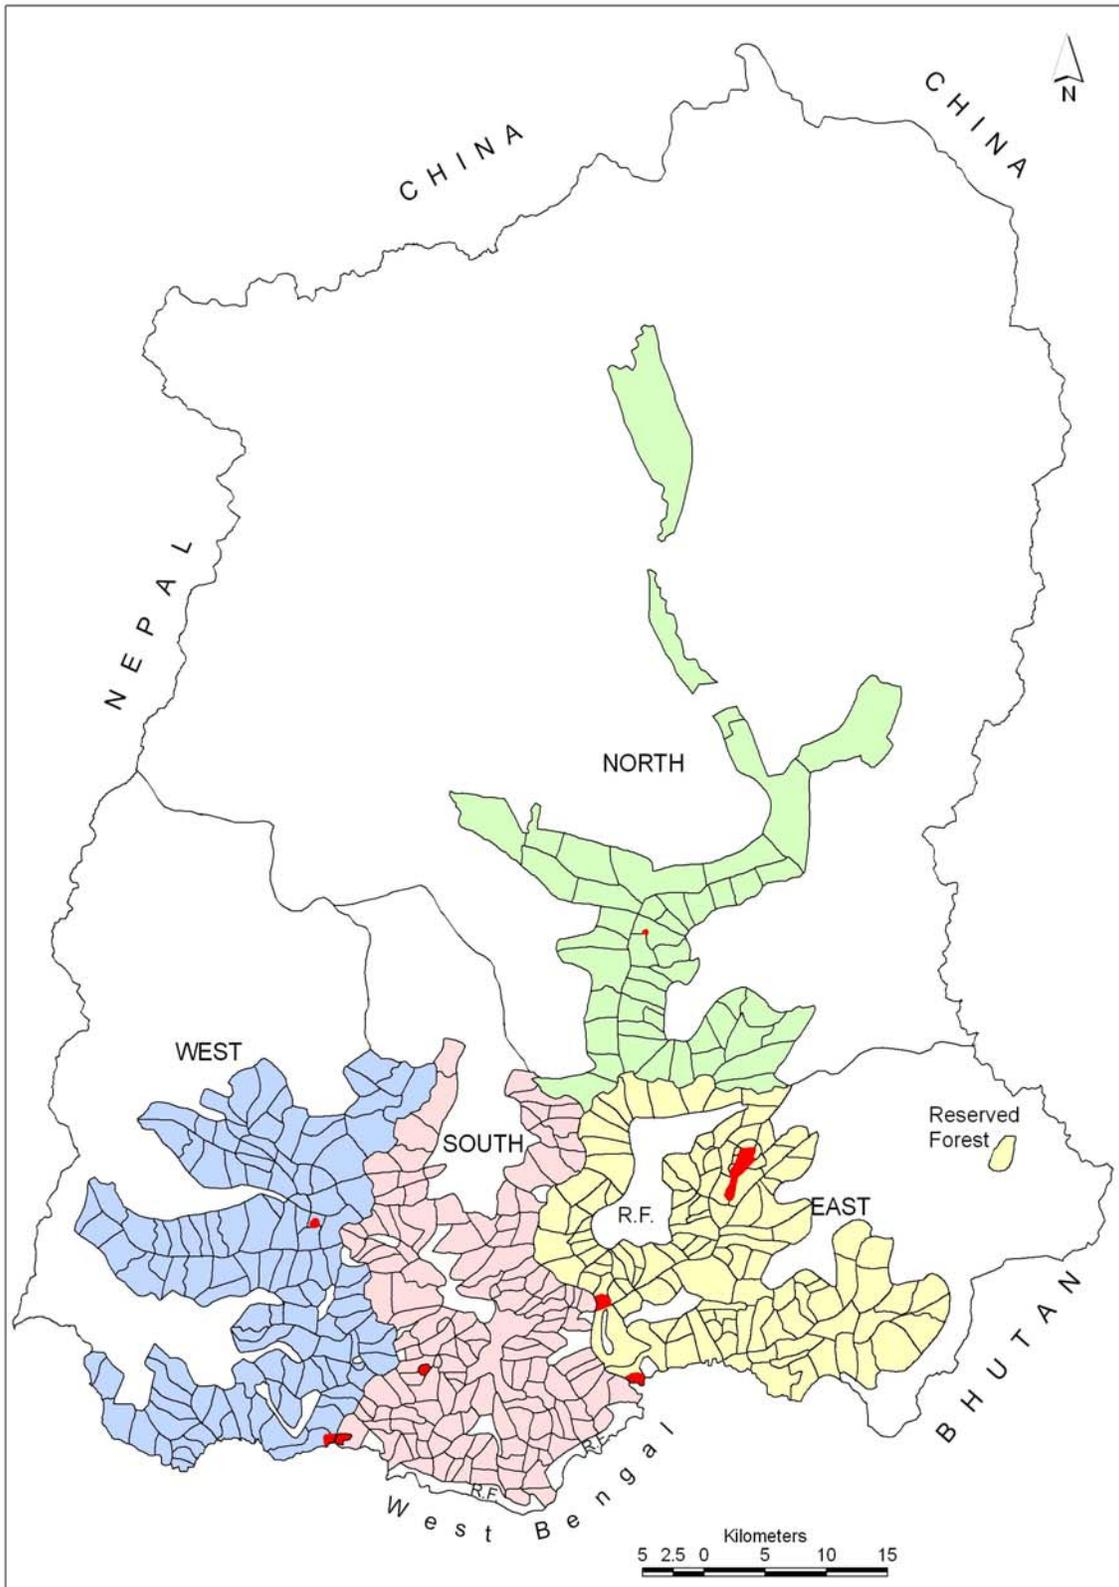 CHINA
CHINA
N
NEPAL
NORTH
WEST
Reserved
Forest
SOUTH
EAST
R.F.
BHUTAN
R.F.
R.F.
West Bengal
Kilometers
5 2.5 0 5 10 15